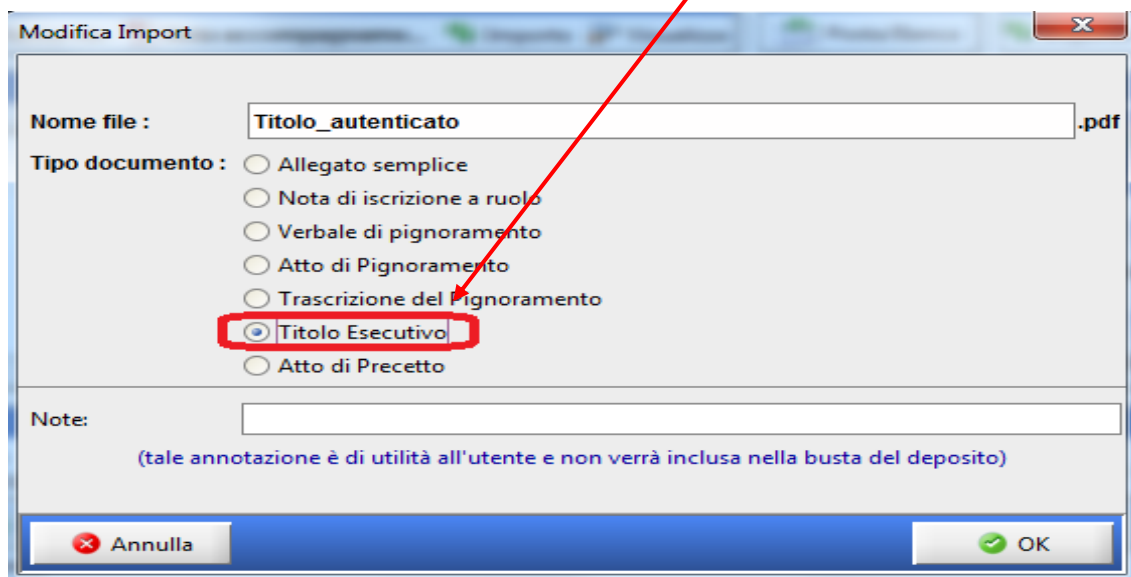 Modifica Import
Nome file : Titolo_autenticato .pdf
Tipo documento : Allegato semplice
Nota di iscrizione a ruolo
Verbale di pignoramento
Atto di Pignoramento
Trascrizione del Pignoramento
Titolo Esecutivo
Atto di Precetto
Note:
(tale annotazione è di utilità all'utente e non verrà inclusa nella busta del deposito)
Annulla OK